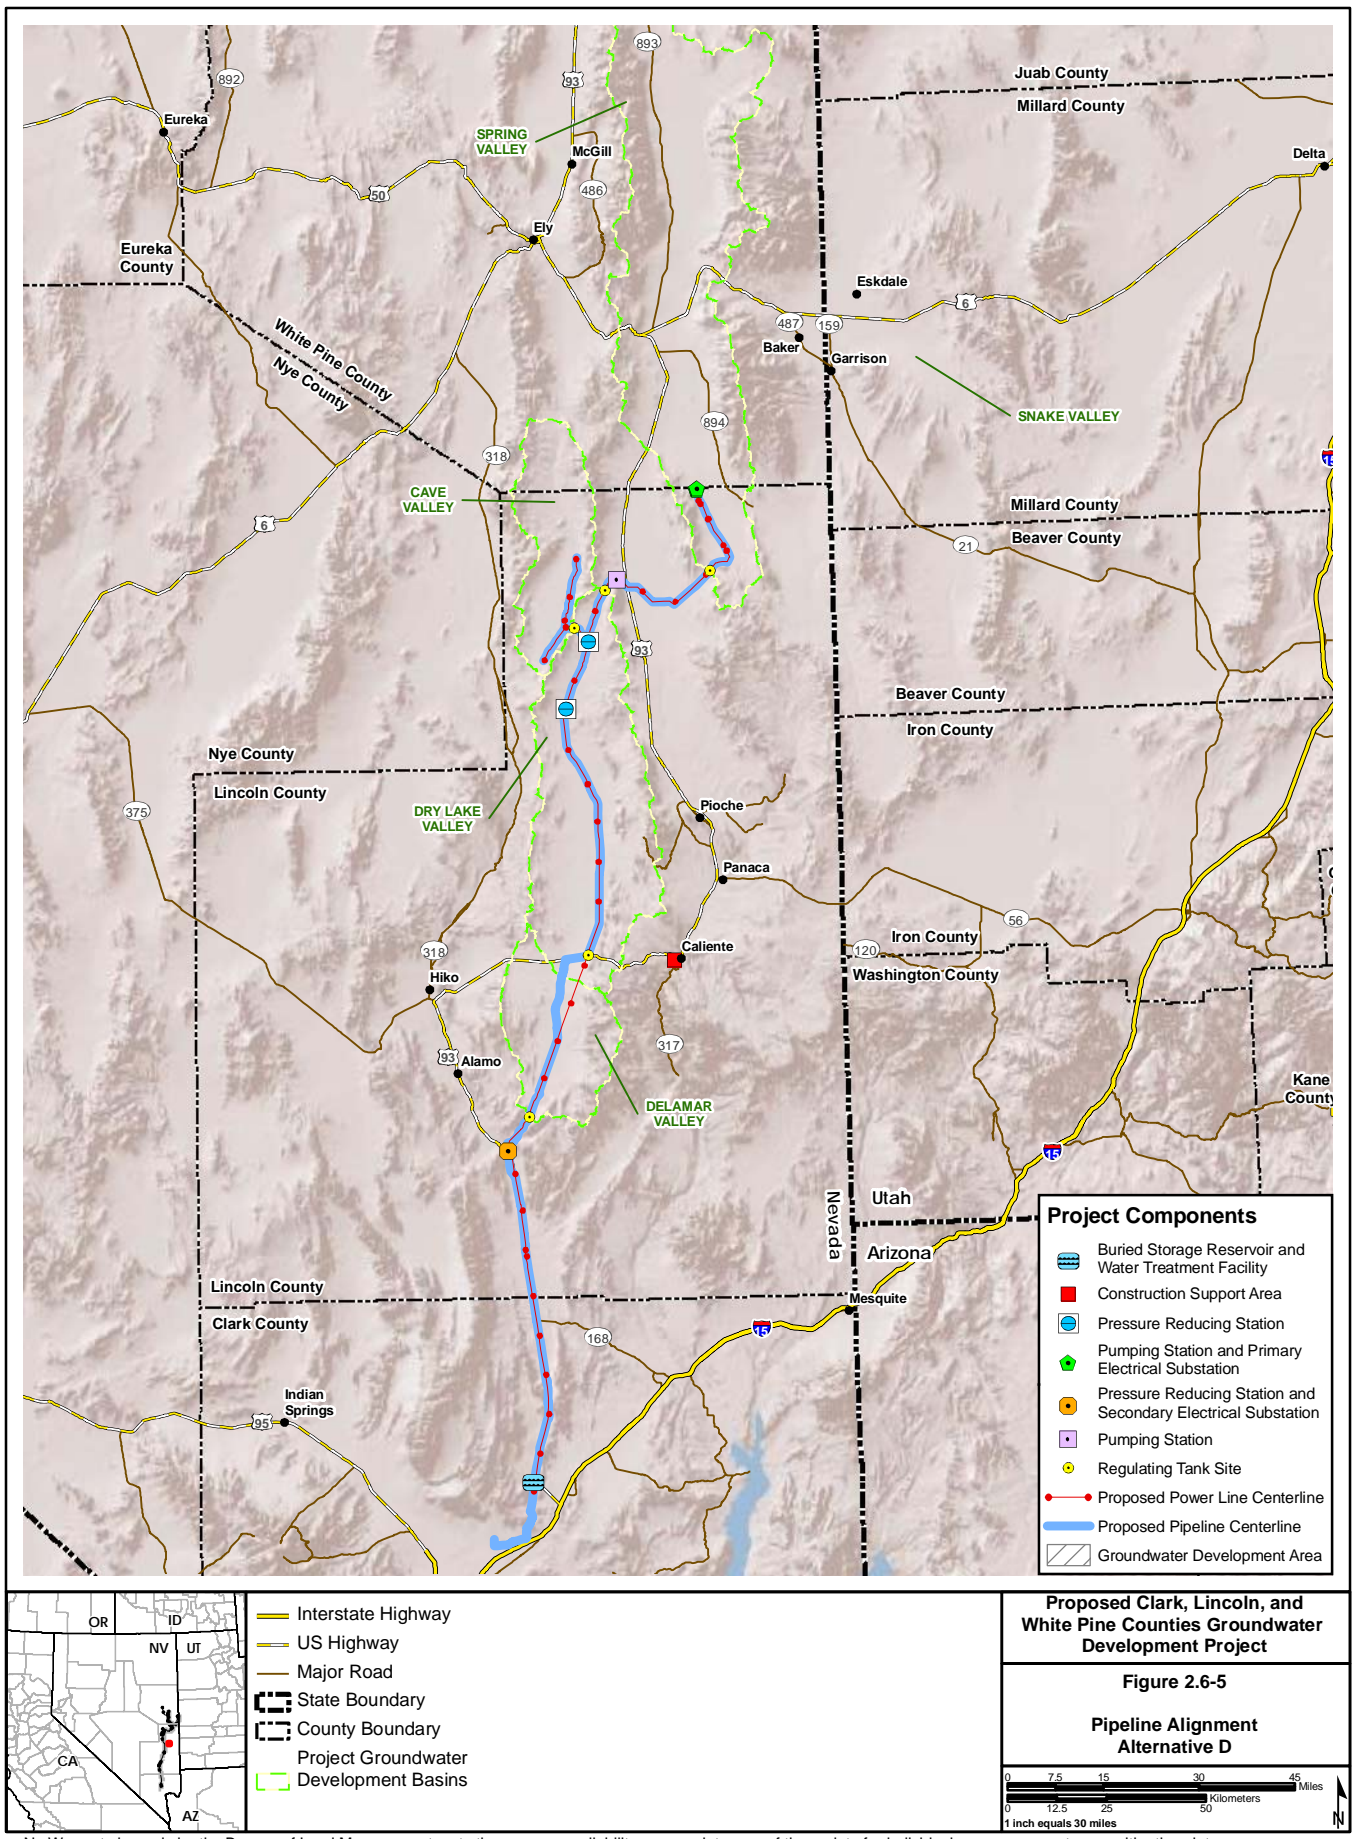 893
892
93
Juab County
Millard County
Eureka
SPRING
VALLEY
McGill
Delta
486
50
Ely
Eureka
County
Eskdale
6
487
159
Baker
Garrison
White Pine County
Nye County
SNAKE VALLEY
894
318
15
CAVE
VALLEY
Millard County
Beaver County
6
21
93
Beaver County
Iron County
Nye County
Lincoln County
375
DRY LAKE
VALLEY
Pioche
Panaca
56
318
Caliente
120
Iron County
Washington County
Hiko
317
93
Alamo
Kane
County
DELAMAR
VALLEY
15
Nevada
Utah
Arizona
Lincoln County
Clark County
Mesquite
15
168
Indian
Springs
95
Project Components
Buried Storage Reservoir and
Water Treatment Facility
Construction Support Area
Pressure Reducing Station
Pumping Station and Primary
Electrical Substation
Pressure Reducing Station and
Secondary Electrical Substation
Pumping Station
Regulating Tank Site
Proposed Power Line Centerline
Proposed Pipeline Centerline
Groundwater Development Area
OR
ID
NV
UT
CA
AZ
Interstate Highway
US Highway
Major Road
State Boundary
County Boundary
Project Groundwater
Development Basins
Proposed Clark, Lincoln, and
White Pine Counties Groundwater
Development Project
Figure 2.6-5
Pipeline Alignment
Alternative D
0 7.5 15 30 45
Miles
Kilometers
0 12.5 25 50
1 inch equals 30 miles
N